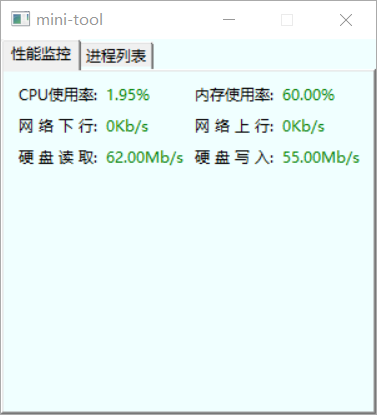 mini-tool
性能监控 进程列表
CPU使用率: 1.95% 内存使用率: 60.00%
网 络 下 行: 0Kb/s 网 络 上 行: 0Kb/s
硬 盘 读 取: 62.00Mb/s 硬 盘 写 入: 55.00Mb/s